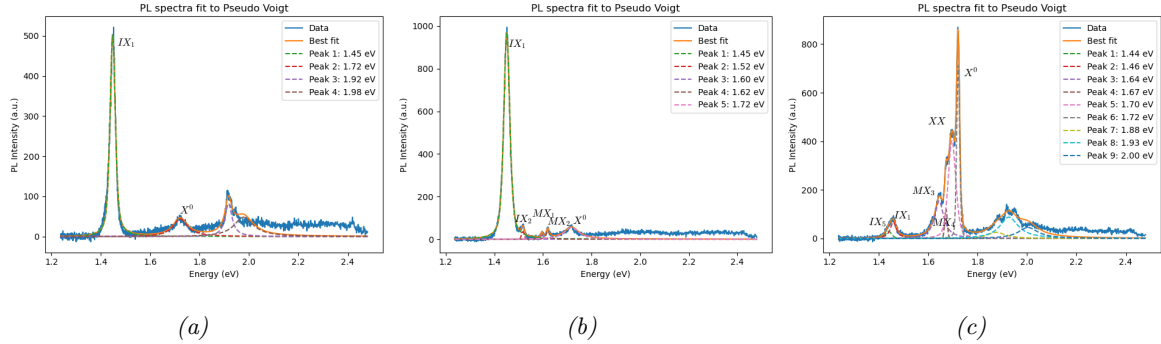 PL spectra fit to Pseudo Voigt
500
400
300
200
100
0
PL Intensity (a.u.)
1.2 1.4 1.6 1.8 2.0 2.2 2.4
Energy (eV)
IX₁
X⁰
Data
Best fit
Peak 1: 1.45 eV
Peak 2: 1.72 eV
Peak 3: 1.92 eV
Peak 4: 1.98 eV
(a)
PL spectra fit to Pseudo Voigt
1000
800
600
400
200
0
PL Intensity (a.u.)
1.2 1.4 1.6 1.8 2.0 2.2 2.4
Energy (eV)
IX₁
IX₂
MX₁
MX₂
X⁰
Data
Best fit
Peak 1: 1.45 eV
Peak 2: 1.52 eV
Peak 3: 1.60 eV
Peak 4: 1.62 eV
Peak 5: 1.72 eV
(b)
PL spectra fit to Pseudo Voigt
800
600
400
200
0
PL Intensity (a.u.)
1.2 1.4 1.6 1.8 2.0 2.2 2.4
Energy (eV)
X⁰
XX
MX₃
IX₅ IX₁
Data
Best fit
Peak 1: 1.44 eV
Peak 2: 1.46 eV
Peak 3: 1.64 eV
Peak 4: 1.67 eV
Peak 5: 1.70 eV
Peak 6: 1.72 eV
Peak 7: 1.88 eV
Peak 8: 1.93 eV
Peak 9: 2.00 eV
(c)